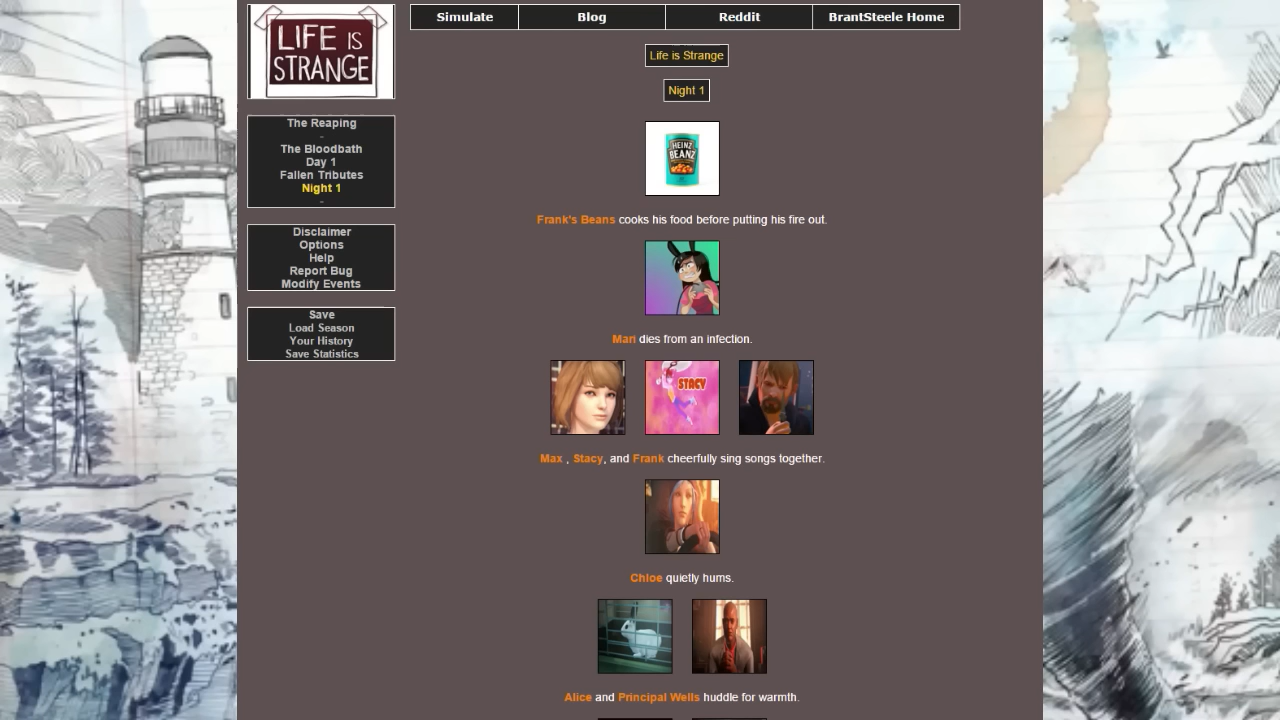 Simulate
Blog
Reddit
BrantSteele Home
LIFE IS
STRANGE
The Reaping
-
The Bloodbath
Day 1
Fallen Tributes
Night 1
-
Disclaimer
Options
Help
Report Bug
Modify Events
Save
Load Season
Your History
Save Statistics
Life is Strange
Night 1
HEINZ
BEANZ
Frank's Beans cooks his food before putting his fire out.
Mari dies from an infection.
STACY
Max , Stacy, and Frank cheerfully sing songs together.
Chloe quietly hums.
Alice and Principal Wells huddle for warmth.